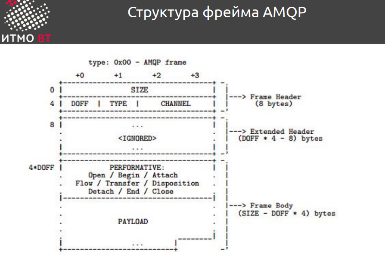 Структура фрейма AMQP
ИТМО ЯТ
type: 0x00 - AMQP frame
+0 +1 +2 +3
0 | SIZE |
4 | DOFF | TYPE | CHANNEL | |---> Frame Header
(8 bytes)
8 | ... |
. <IGNORED> . |---> Extended Header
(DOFF * 4 - 8) bytes
4*DOFF | PERFORMATIVE:
Open / Begin / Attach
Flow / Transfer / Disposition
Detach / End / Close
|---> Frame Body
(SIZE - DOFF * 4) bytes
PAYLOAD
...